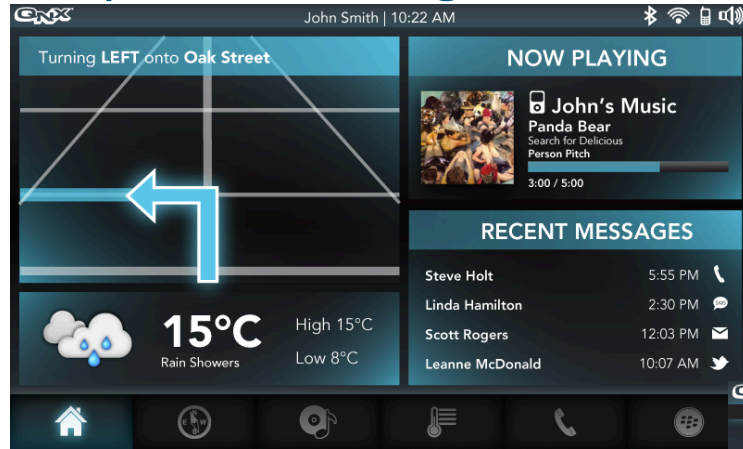 QNX
John Smith | 10:22 AM
Turning LEFT onto Oak Street
NOW PLAYING
John's Music
Panda Bear
Search for Delicious
Person Pitch
3:00 / 5:00
15°C
Rain Showers
High 15°C
Low 8°C
RECENT MESSAGES
Steve Holt 5:55 PM
Linda Hamilton 2:30 PM SMS
Scott Rogers 12:03 PM
Leanne McDonald 10:07 AM
E W